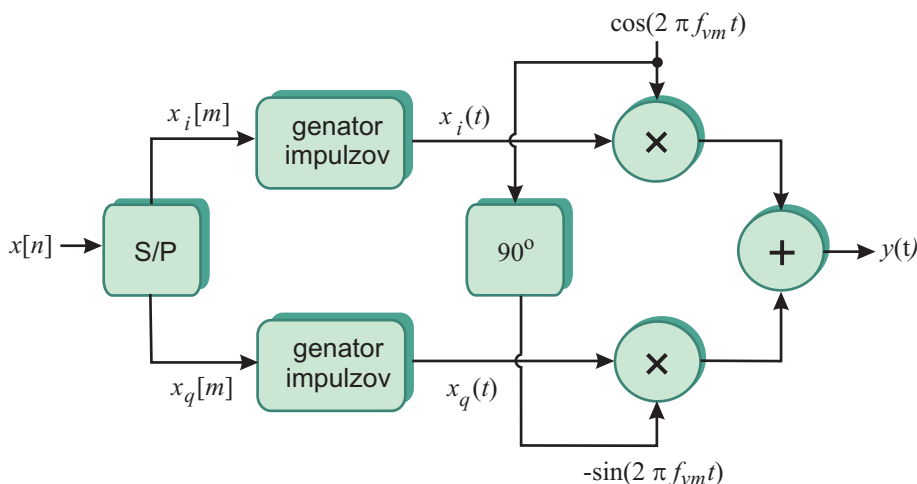 cos(2 π f_vm t)
x_i[m]
genator
impulzov
x_i(t)
×
x[n]
S/P
90°
+
y(t)
genator
impulzov
×
x_q[m]
x_q(t)
-sin(2 π f_vm t)